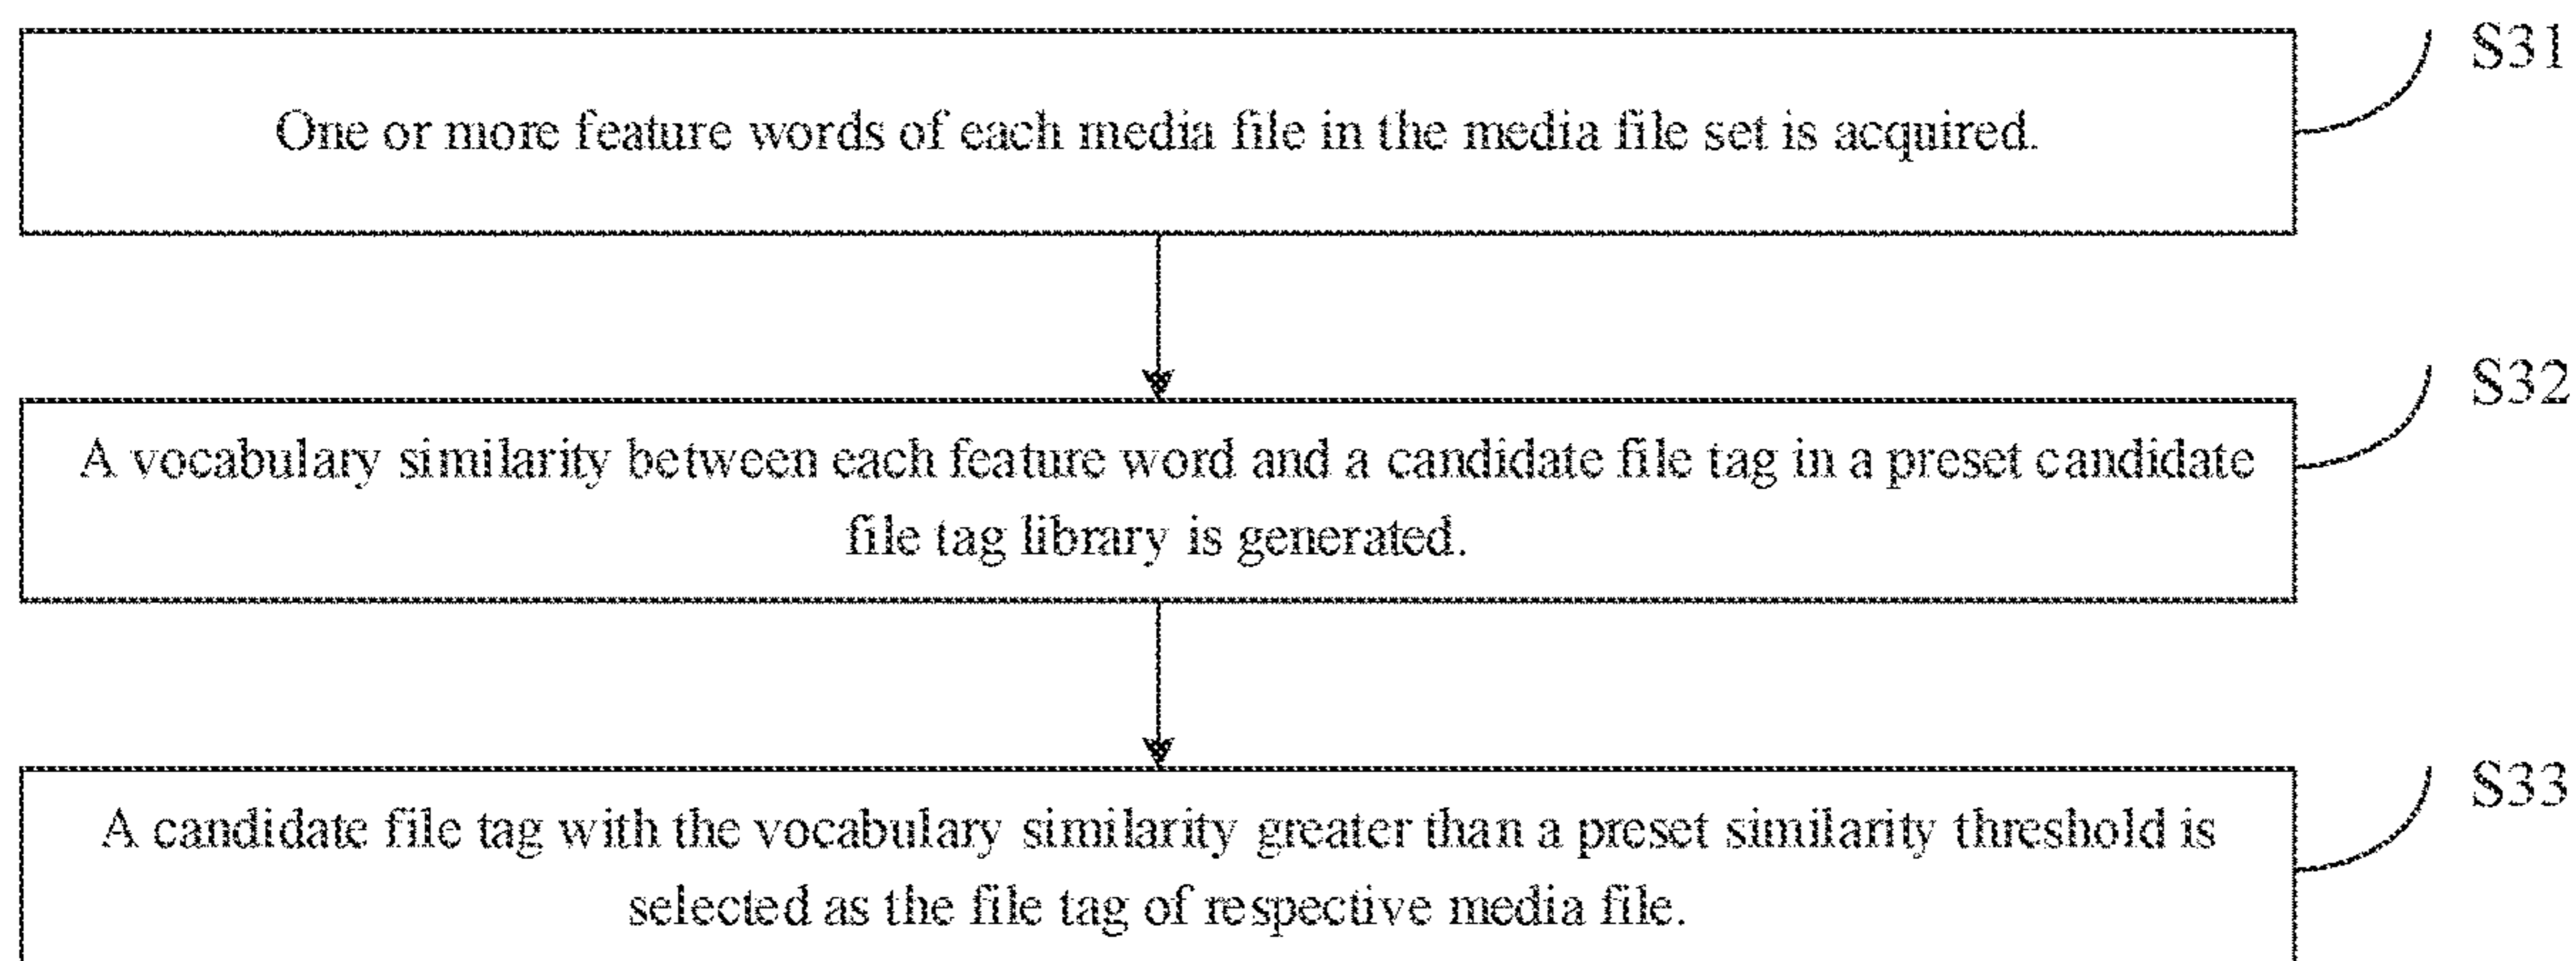 S31
One or more feature words of each media file in the media file set is acquired.
S32
A vocabulary similarity between each feature word and a candidate file tag in a preset candidate
file tag library is generated.
S33
A candidate file tag with the vocabulary similarity greater than a preset similarity threshold is
selected as the file tag of respective media file.